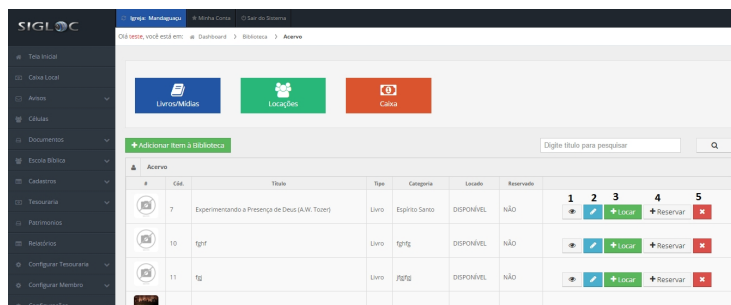 SIGLOC
Igreja: Mandaguaçu
Minha Conta
Sair do Sistema
Olá teste, você está em: Dashboard > Biblioteca > Acervo
Tela Inicial
Caixa Local
Avisos
Células
Documentos
Escola Bíblica
Cadastros
Tesouraria
Patrimonios
Relatórios
Configurar Tesouraria
Configurar Membro
Livros/Mídias
Locações
Caixa
+ Adicionar Item à Biblioteca
Digite titulo para pesquisar
Acervo
# Cód. Título Tipo Categoria Locado Reservado
1 2 3 4 5
7 Experimentando a Presença de Deus (A.W. Tozer) Livro Espírito Santo DISPONÍVEL NÃO + Locar + Reservar
10 fghf Livro fghfg DISPONÍVEL NÃO + Locar + Reservar
11 fg Livro DISPONÍVEL NÃO + Locar + Reservar